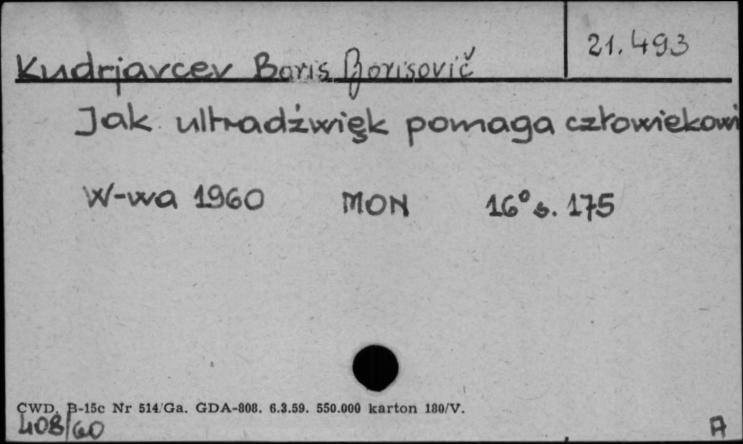 21.493
Kudrjavcev Boris Borisovič
Jak ultradźwięk pomaga człowiekowi
W-wa 1960 MON 16° s. 175
CWD. B-15c Nr 514/Ga. GDA-808. 6.3.59. 550.000 karton 180/V.
408/60
A